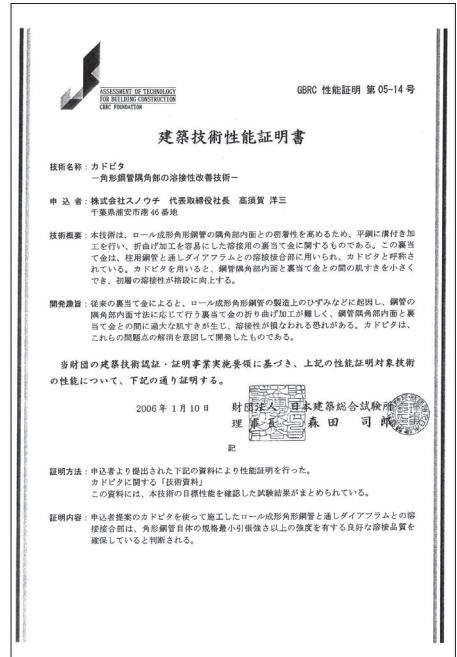 ASSESSMENT OF TECHNOLOGY
FOR BUILDING CONSTRUCTION
GBRC FOUNDATION
GBRC 性能証明 第05-14号
建築技術性能証明書
技術名称：カドピタ
－角形鋼管隅角部の溶接性改善技術－
申 込 者：株式会社スノウチ 代表取締役社長 高須賀 洋三
千葉県浦安市港46番地
技術概要：本技術は、ロール成形角形鋼管の隅角部内面との密着性を高めるため、平鋼に溝付き加
工を行い、折曲げ加工を容易にした溶接用の裏当て金に関するものである。この裏当
て金は、柱用鋼管と通しダイアフラムとの溶接接合部に用いられ、カドピタと呼称さ
れている。カドピタを用いると、鋼管隅角部内面と裏当て金との間の肌すきを小さく
でき、初層の溶接性が格段に向上する。
開発趣旨：従来の裏当て金によると、ロール成形角形鋼管の製造上のひずみなどに起因し、鋼管の
隅角部内面寸法に応じて行う裏当て金の折り曲げ加工が難しく、鋼管隅角部内面と裏
当て金との間に過大な肌すきが生じ、溶接性が損なわれる恐れがある。カドピタは、
これらの問題点の解消を意図して開発したものである。
当財団の建築技術認証・証明事業実施要領に基づき、上記の性能証明対象技術
の性能について、下記の通り証明する。
2006年1月10日 財団法人 日本建築総合試験所
理事長 森田 司郎
記
証明方法：申込者より提出された下記の資料により性能証明を行った。
カドピタに関する「技術資料」
この資料には、本技術の目標性能を確認した試験結果がまとめられている。
証明内容：申込者提案のカドピタを使って施工したロール成形角形鋼管と通しダイアフラムとの溶
接接合部は、角形鋼管自体の規格最小引張強さ以上の強度を有する良好な溶接品質を
確保していると判断される。